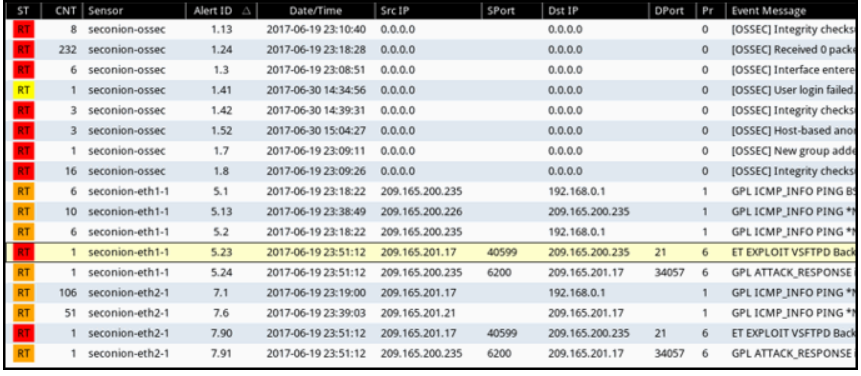 ST CNT Sensor Alert ID △ Date/Time Src IP SPort Dst IP DPort Pr Event Message
RT 8 seconion-ossec 1.13 2017-06-19 23:10:40 0.0.0.0 0.0.0.0 0 [OSSEC] Integrity checks
RT 232 seconion-ossec 1.24 2017-06-19 23:18:28 0.0.0.0 0.0.0.0 0 [OSSEC] Received 0 packe
RT 6 seconion-ossec 1.3 2017-06-19 23:08:51 0.0.0.0 0.0.0.0 0 [OSSEC] Interface entere
RT 1 seconion-ossec 1.41 2017-06-30 14:34:56 0.0.0.0 0.0.0.0 0 [OSSEC] User login failed.
RT 3 seconion-ossec 1.42 2017-06-30 14:39:31 0.0.0.0 0.0.0.0 0 [OSSEC] Integrity checks
RT 3 seconion-ossec 1.52 2017-06-30 15:04:27 0.0.0.0 0.0.0.0 0 [OSSEC] Host-based ano
RT 1 seconion-ossec 1.7 2017-06-19 23:09:11 0.0.0.0 0.0.0.0 0 [OSSEC] New group adde
RT 16 seconion-ossec 1.8 2017-06-19 23:09:26 0.0.0.0 0.0.0.0 0 [OSSEC] Integrity checks
RT 6 seconion-eth1-1 5.1 2017-06-19 23:18:22 209.165.200.235 192.168.0.1 1 GPL ICMP_INFO PING BS
RT 10 seconion-eth1-1 5.13 2017-06-19 23:38:49 209.165.200.226 209.165.200.235 1 GPL ICMP_INFO PING *N
RT 6 seconion-eth1-1 5.2 2017-06-19 23:18:22 209.165.200.235 192.168.0.1 1 GPL ICMP_INFO PING *N
RT 1 seconion-eth1-1 5.23 2017-06-19 23:51:12 209.165.201.17 40599 209.165.200.235 21 6 ET EXPLOIT VSFTPD Back
RT 1 seconion-eth1-1 5.24 2017-06-19 23:51:12 209.165.200.235 6200 209.165.201.17 34057 6 GPL ATTACK_RESPONSE
RT 106 seconion-eth2-1 7.1 2017-06-19 23:19:00 209.165.201.17 192.168.0.1 1 GPL ICMP_INFO PING *N
RT 51 seconion-eth2-1 7.6 2017-06-19 23:39:03 209.165.201.21 209.165.201.17 1 GPL ICMP_INFO PING *N
RT 1 seconion-eth2-1 7.90 2017-06-19 23:51:12 209.165.201.17 40599 209.165.200.235 21 6 ET EXPLOIT VSFTPD Back
RT 1 seconion-eth2-1 7.91 2017-06-19 23:51:12 209.165.200.235 6200 209.165.201.17 34057 6 GPL ATTACK_RESPONSE